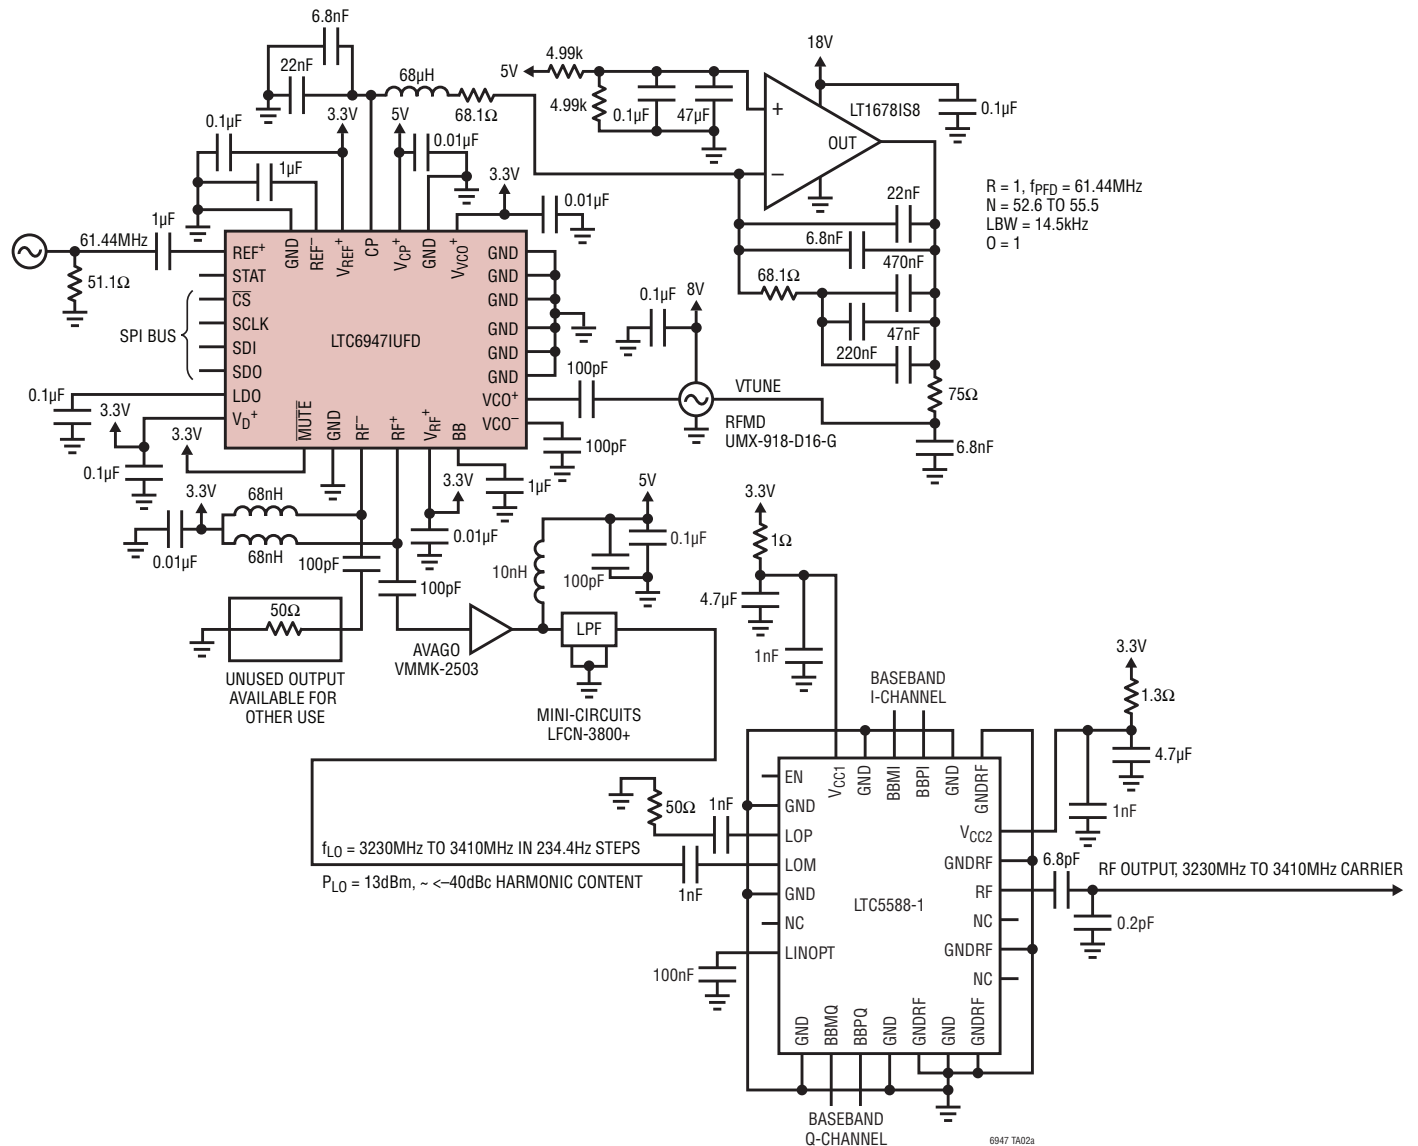 6.8nF
22nF
68µH
68.1Ω
3.3V
5V
0.1µF
0.01µF
1µF
3.3V
0.01µF
1µF
61.44MHz
51.1Ω
5V
4.99k
4.99k
0.1µF
47µF
18V
LT1678IS8
+
–
OUT
0.1µF
22nF
6.8nF
470nF
68.1Ω
47nF
220nF
75Ω
6.8nF
R = 1, fPFD = 61.44MHz
N = 52.6 TO 55.5
LBW = 14.5kHz
O = 1
REF+
STAT
CS
SCLK
SDI
SDO
LDO
VD+
SPI BUS
GND
REF–
VREF+
CP
VCP+
GND
VVCO+
LTC6947IUFD
GND
GND
GND
GND
GND
GND
VCO+
VCO–
MUTE
GND
RF–
RF+
VRF+
BB
0.1µF
3.3V
3.3V
0.1µF
0.1µF
8V
100pF
VTUNE
RFMD
UMX-918-D16-G
100pF
1µF
3.3V
0.01µF
3.3V
68nH
68nH
0.01µF
100pF
100pF
50Ω
UNUSED OUTPUT
AVAILABLE FOR
OTHER USE
AVAGO
VMMK-2503
10nH
100pF
5V
0.1µF
LPF
MINI-CIRCUITS
LFCN-3800+
3.3V
1Ω
4.7µF
1nF
BASEBAND
I-CHANNEL
3.3V
1.3Ω
4.7µF
1nF
50Ω
1nF
1nF
fLO = 3230MHz TO 3410MHz IN 234.4Hz STEPS
PLO = 13dBm, ~ <–40dBc HARMONIC CONTENT
EN
GND
LOP
LOM
GND
NC
LINOPT
VCC1
GND
BBMI
BBPI
GND
GNDRF
LTC5588-1
VCC2
GNDRF
RF
NC
GNDRF
NC
GND
BBMQ
BBPQ
GND
GNDRF
GND
GNDRF
100nF
6.8pF
0.2pF
RF OUTPUT, 3230MHz TO 3410MHz CARRIER
BASEBAND
Q-CHANNEL
6947 TA02a